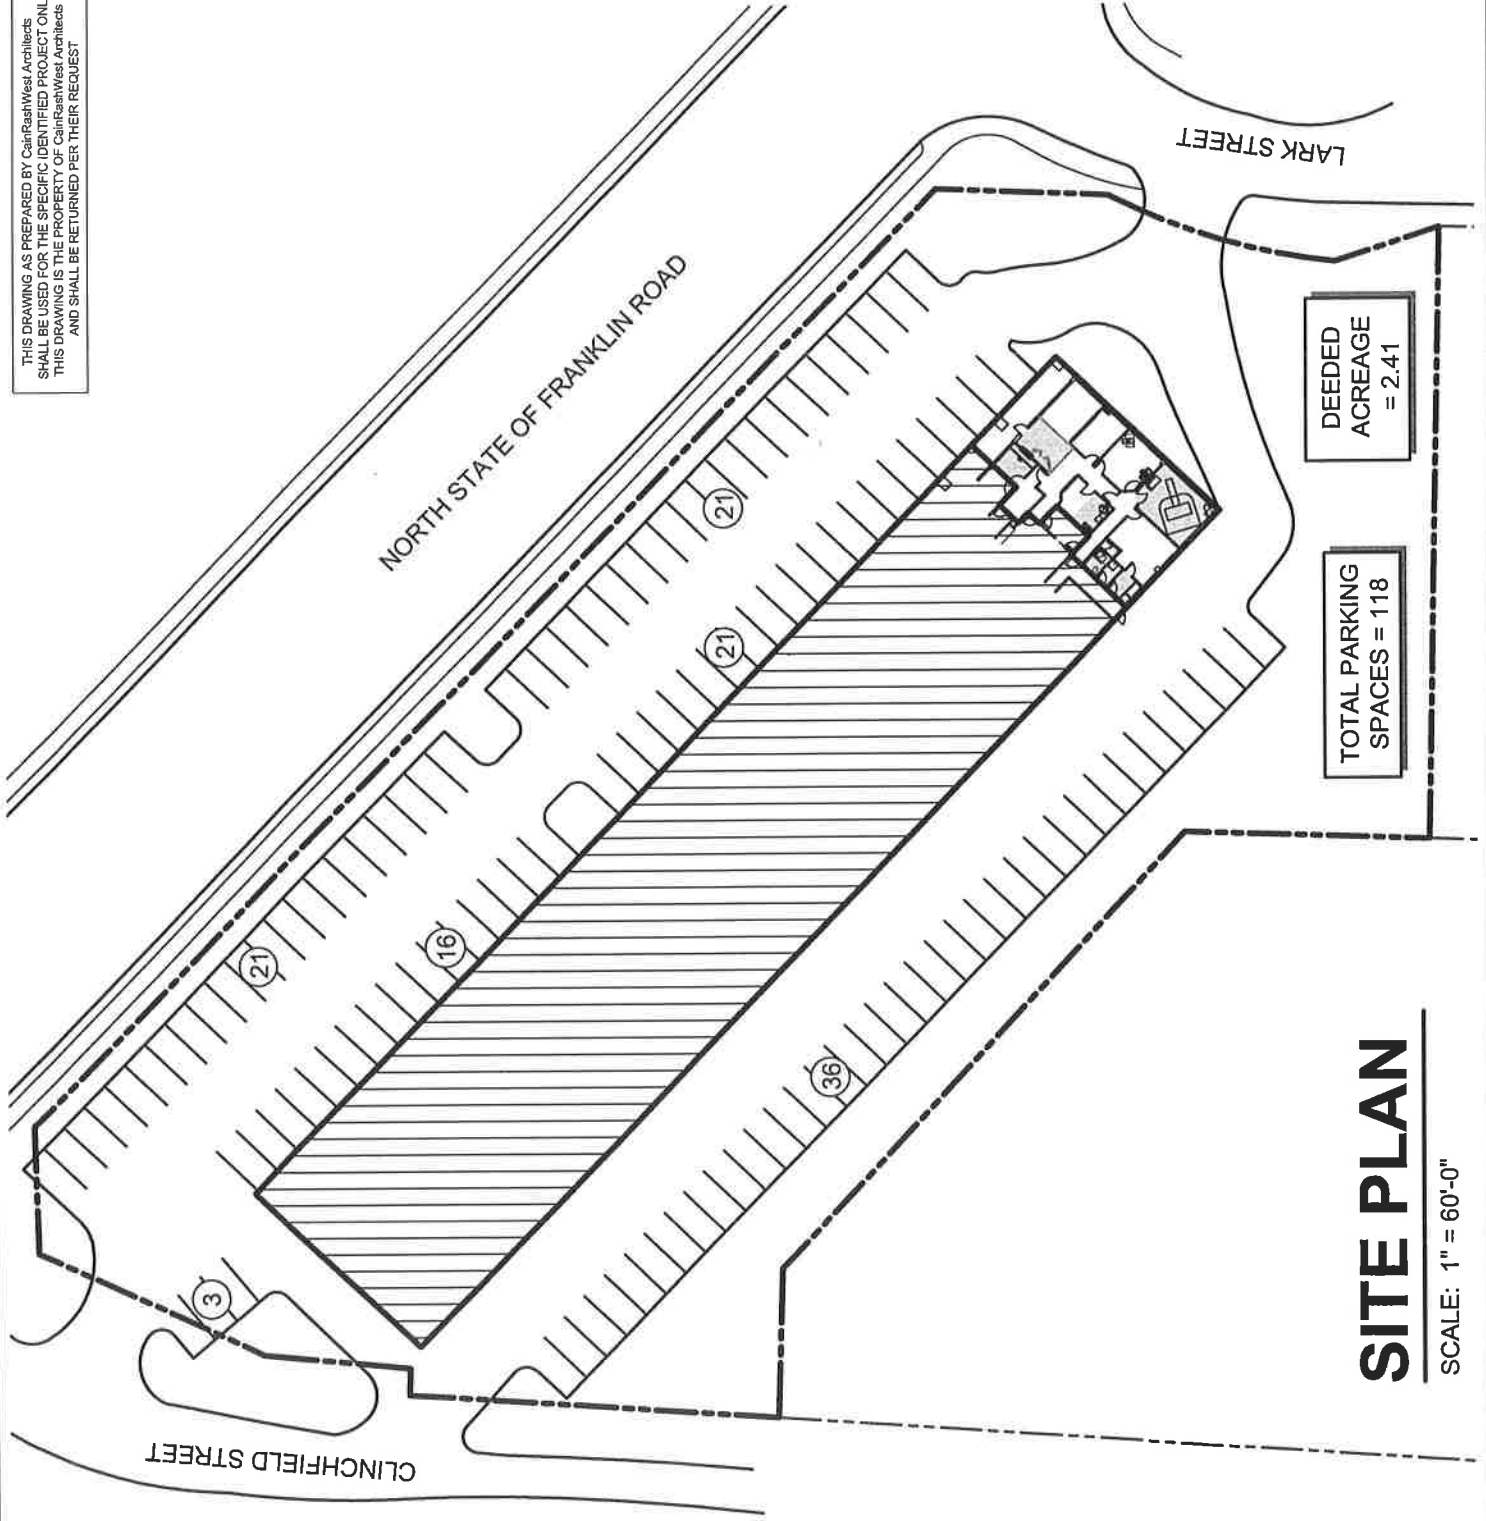 THIS DRAWING AS PREPARED BY CainRashWest Architects
SHALL BE USED FOR THE SPECIFIC IDENTIFIED PROJECT ONL
THIS DRAWING IS THE PROPERTY OF CainRashWest Architects
AND SHALL BE RETURNED PER THEIR REQUEST
NORTH STATE OF FRANKLIN ROAD
LARK STREET
CLINCHFIELD STREET
21
21
21
16
36
3
DEEDED
ACREAGE
= 2.41
TOTAL PARKING
SPACES = 118
SITE PLAN
SCALE: 1" = 60'-0"